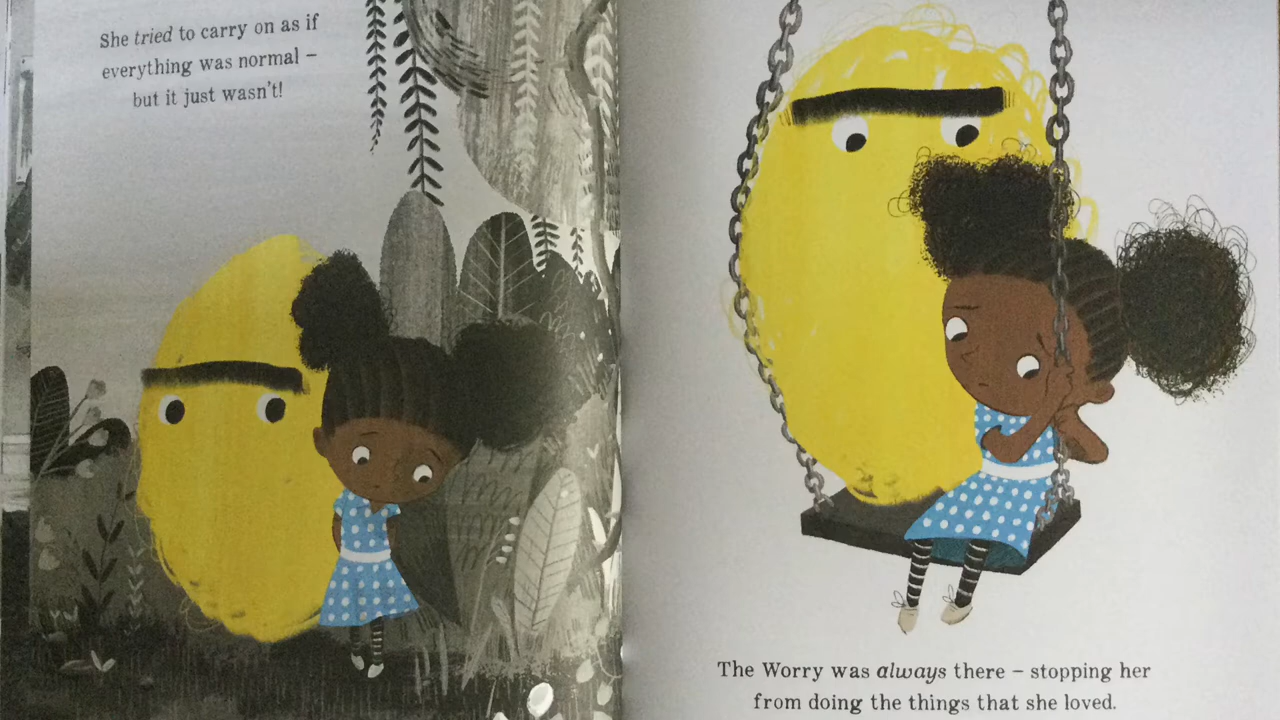 She tried to carry on as if
everything was normal –
but it just wasn't!
The Worry was always there – stopping her
from doing the things that she loved.